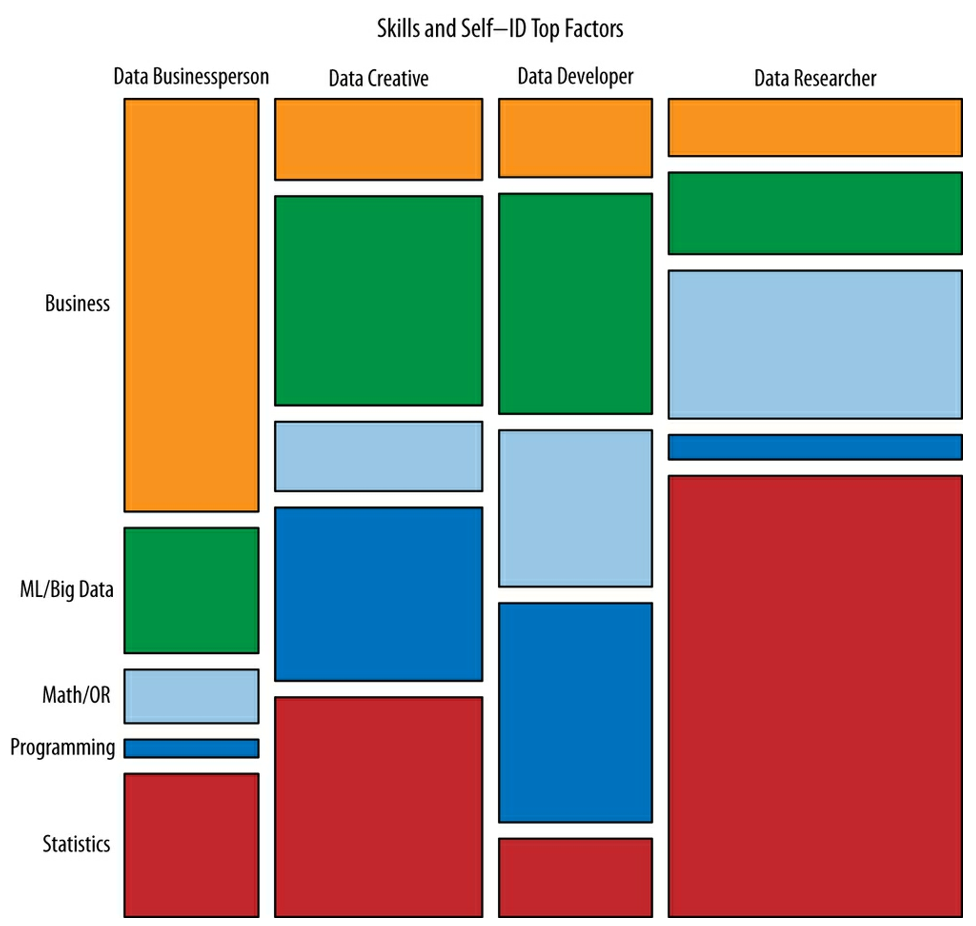 Skills and Self–ID Top Factors
Data Businessperson
Data Creative
Data Developer
Data Researcher
Business
ML/Big Data
Math/OR
Programming
Statistics